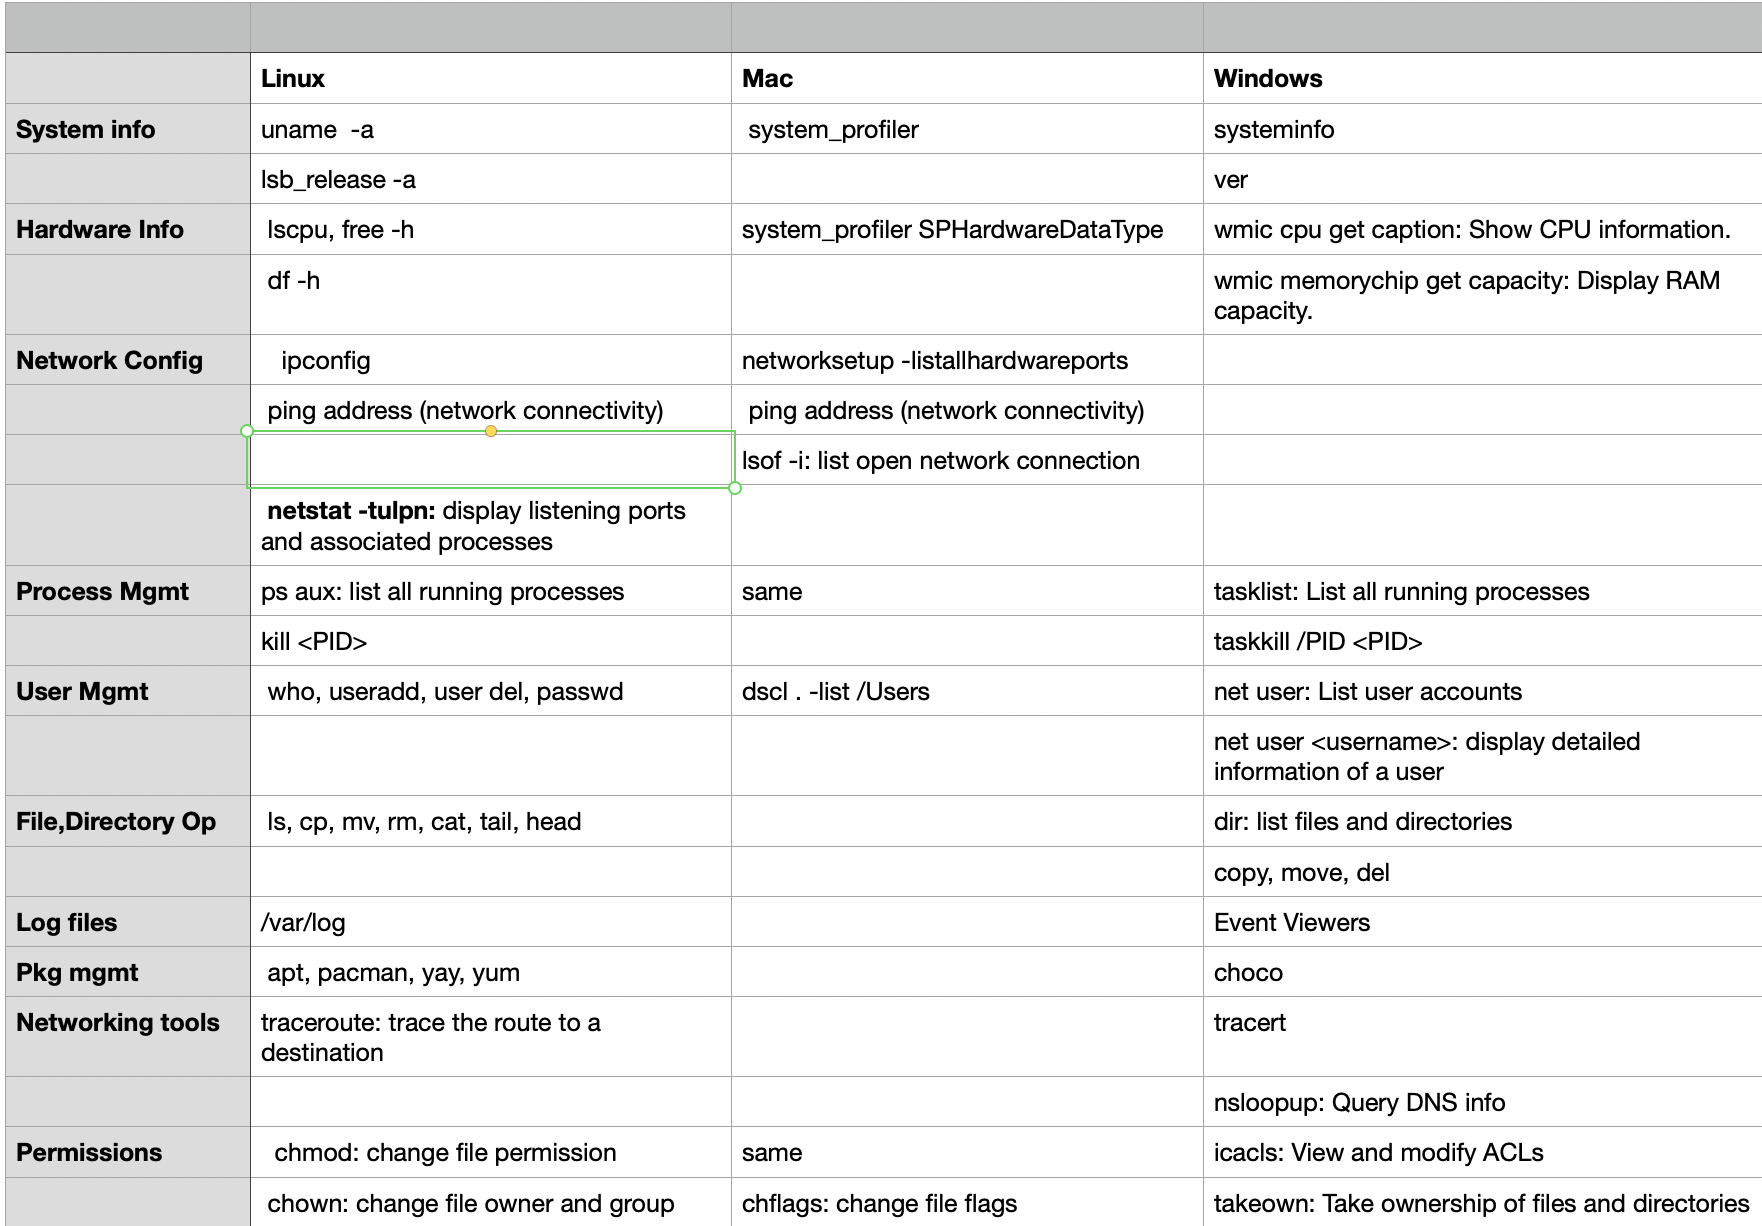 Linux Mac Windows
System info uname  -a system_profiler systeminfo
lsb_release -a ver
Hardware Info lscpu, free -h system_profiler SPHardwareDataType wmic cpu get caption: Show CPU information.
df -h wmic memorychip get capacity: Display RAM
capacity.
Network Config ipconfig networksetup -listallhardwareports
ping address (network connectivity) ping address (network connectivity)
lsof -i: list open network connection
netstat -tulpn: display listening ports
and associated processes
Process Mgmt ps aux: list all running processes same tasklist: List all running processes
kill <PID> taskkill /PID <PID>
User Mgmt who, useradd, user del, passwd dscl . -list /Users net user: List user accounts
net user <username>: display detailed
information of a user
File,Directory Op ls, cp, mv, rm, cat, tail, head dir: list files and directories
copy, move, del
Log files /var/log Event Viewers
Pkg mgmt apt, pacman, yay, yum choco
Networking tools traceroute: trace the route to a tracert
destination
nsloopup: Query DNS info
Permissions chmod: change file permission same icacls: View and modify ACLs
chown: change file owner and group chflags: change file flags takeown: Take ownership of files and directories